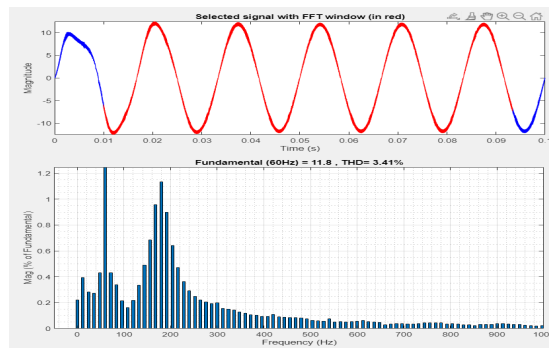 Selected signal with FFT window (in red)
10
5
0
-5
-10
Magnitude
0 0.01 0.02 0.03 0.04 0.05 0.06 0.07 0.08 0.09 0.1
Time (s)
Fundamental (60Hz) = 11.8 , THD= 3.41%
1.2
1
0.8
0.6
0.4
0.2
0
Mag (% of Fundamental)
0 100 200 300 400 500 600 700 800 900 1000
Frequency (Hz)